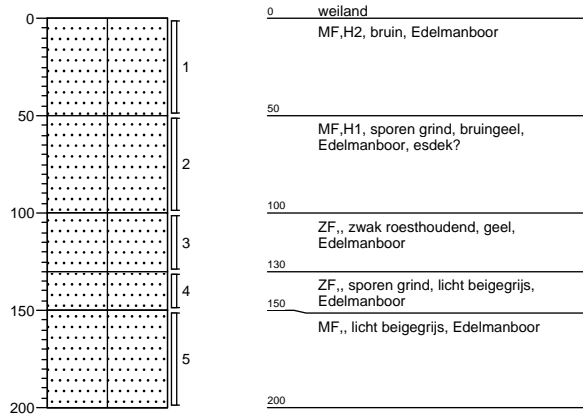 0
50
100
150
200
1
2
3
4
5
0 weiland
MF,H2, bruin, Edelmanboor
50
MF,H1, sporen grind, bruingeel,
Edelmanboor, esdek?
100
ZF,, zwak roesthoudend, geel,
Edelmanboor
130
ZF,, sporen grind, licht beigegrijs,
Edelmanboor
150
MF,, licht beigegrijs, Edelmanboor
200